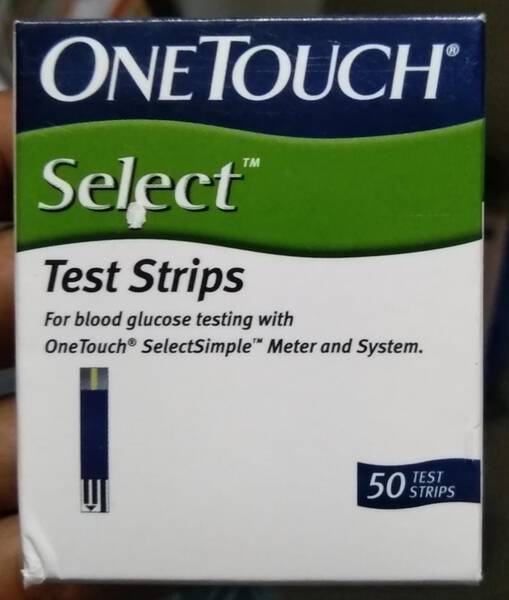 ONETOUCH®
Select™
Test Strips
For blood glucose testing with
OneTouch® SelectSimple™ Meter and System.
50 TEST
STRIPS